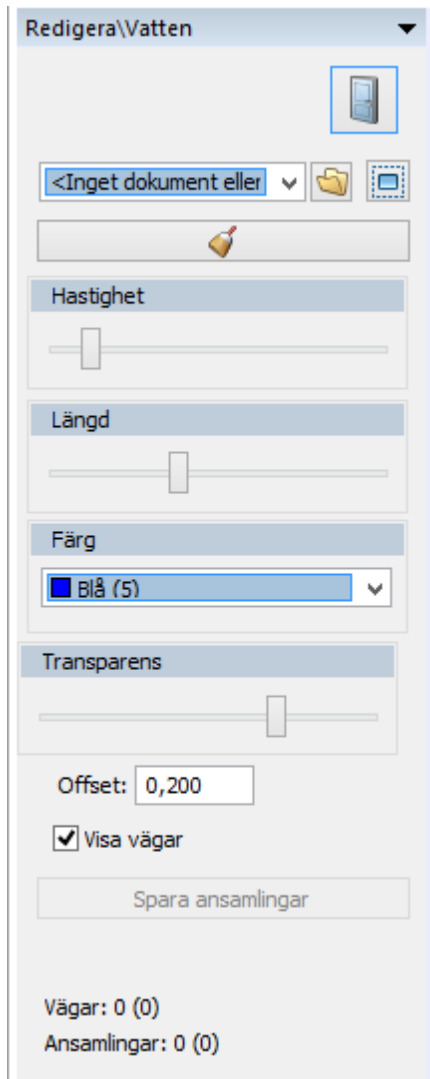 Redigera\Vatten
<Inget dokument eller
Hastighet
Längd
Färg
Blå (5)
Transparens
Offset: 0,200
Visa vägar
Spara ansamlingar
Vägar: 0 (0)
Ansamlingar: 0 (0)